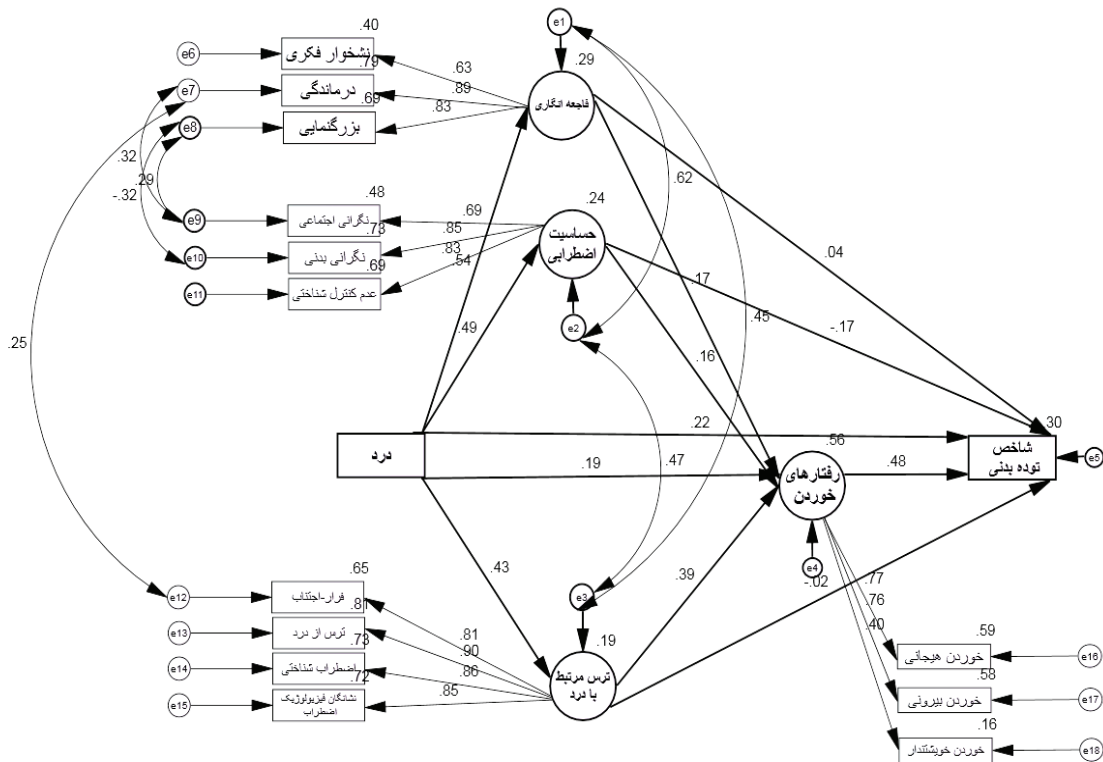 e1
.40
.29
e6
نشخوار فکری
.79
.63
e7
درماندگی
.89
فاجعه انگاری
.69
.83
e8
بزرگنمایی
.32
.29
-.32
.62
.48
.24
e9
نگرانی اجتماعی
.69
حساسیت
اضطرابی
.73
.85
e10
نگرانی بدنی
.83
.04
.69
.54
e11
عدم کنترل شناختی
.17
.45
e2
.49
-.17
.25
.16
.22
.56
.30
درد
شاخص
توده بدنی
e5
.19
.47
رفتارهای
خوردن
.48
.43
.39
e4
-.02
.77
.65
.76
e12
فرار-اجتناب
e3
.81
.40
e13
ترس از درد
.81
.19
.59
.73
.90
خوردن هیجانی
e16
e14
اضطراب شناختی
.86
ترس مرتبط
با درد
.58
.72
.85
e15
نشانگان فیزیولوژیک
اضطراب
خوردن بیرونی
e17
.16
خوردن خویشتندار
e18